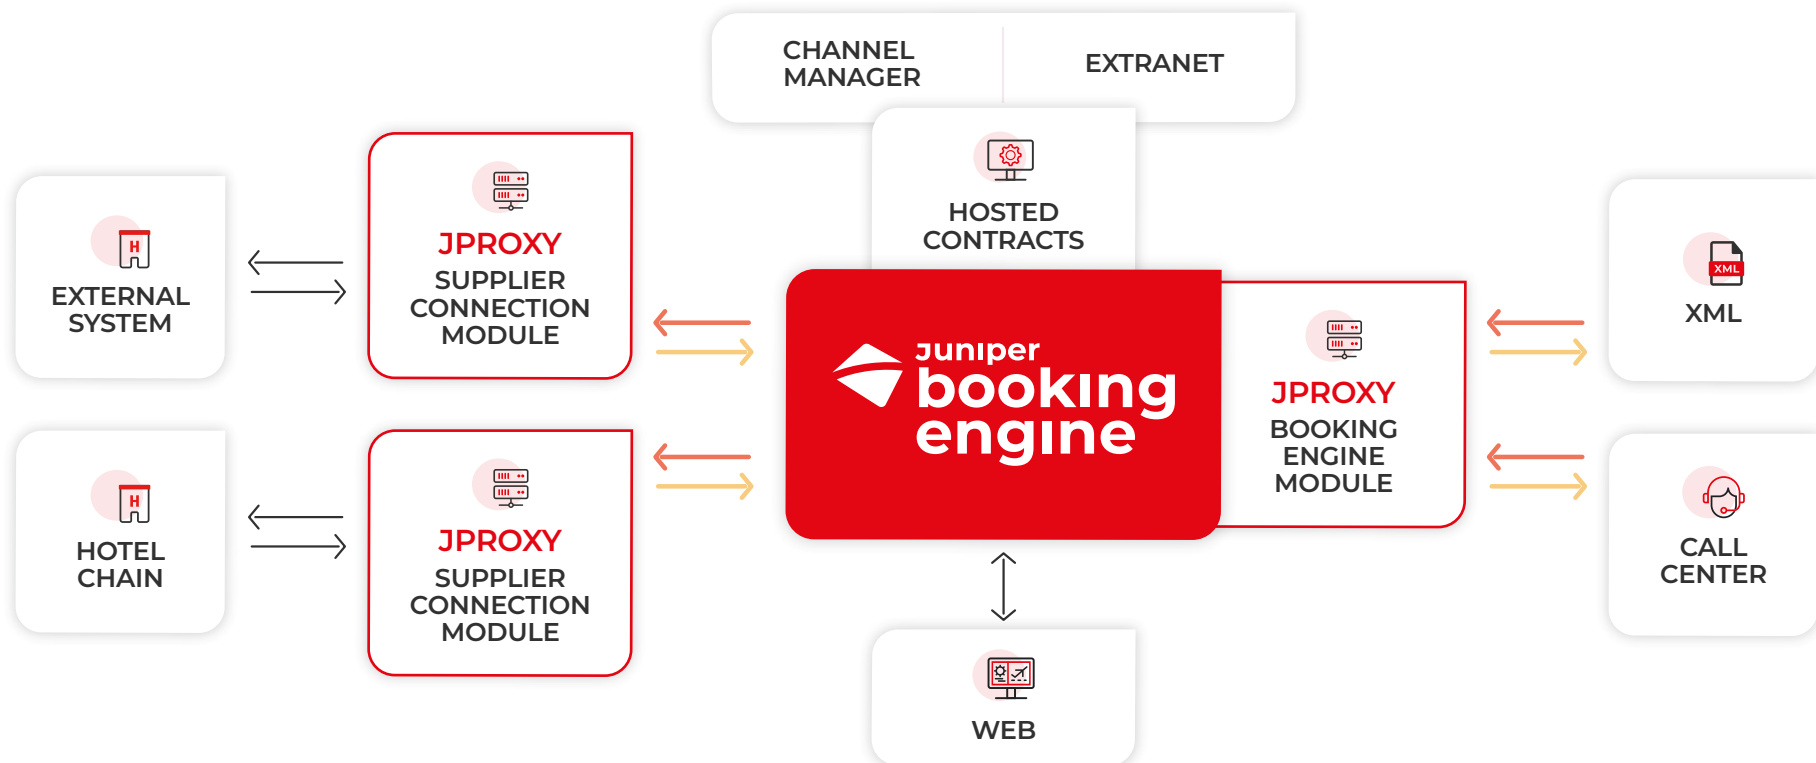 CHANNEL
MANAGER
EXTRANET
HOSTED
CONTRACTS
H
EXTERNAL
SYSTEM
JPROXY
SUPPLIER
CONNECTION
MODULE
H
HOTEL
CHAIN
JPROXY
SUPPLIER
CONNECTION
MODULE
Juniper
booking
engine
JPROXY
BOOKING
ENGINE
MODULE
XML
XML
CALL
CENTER
WEB